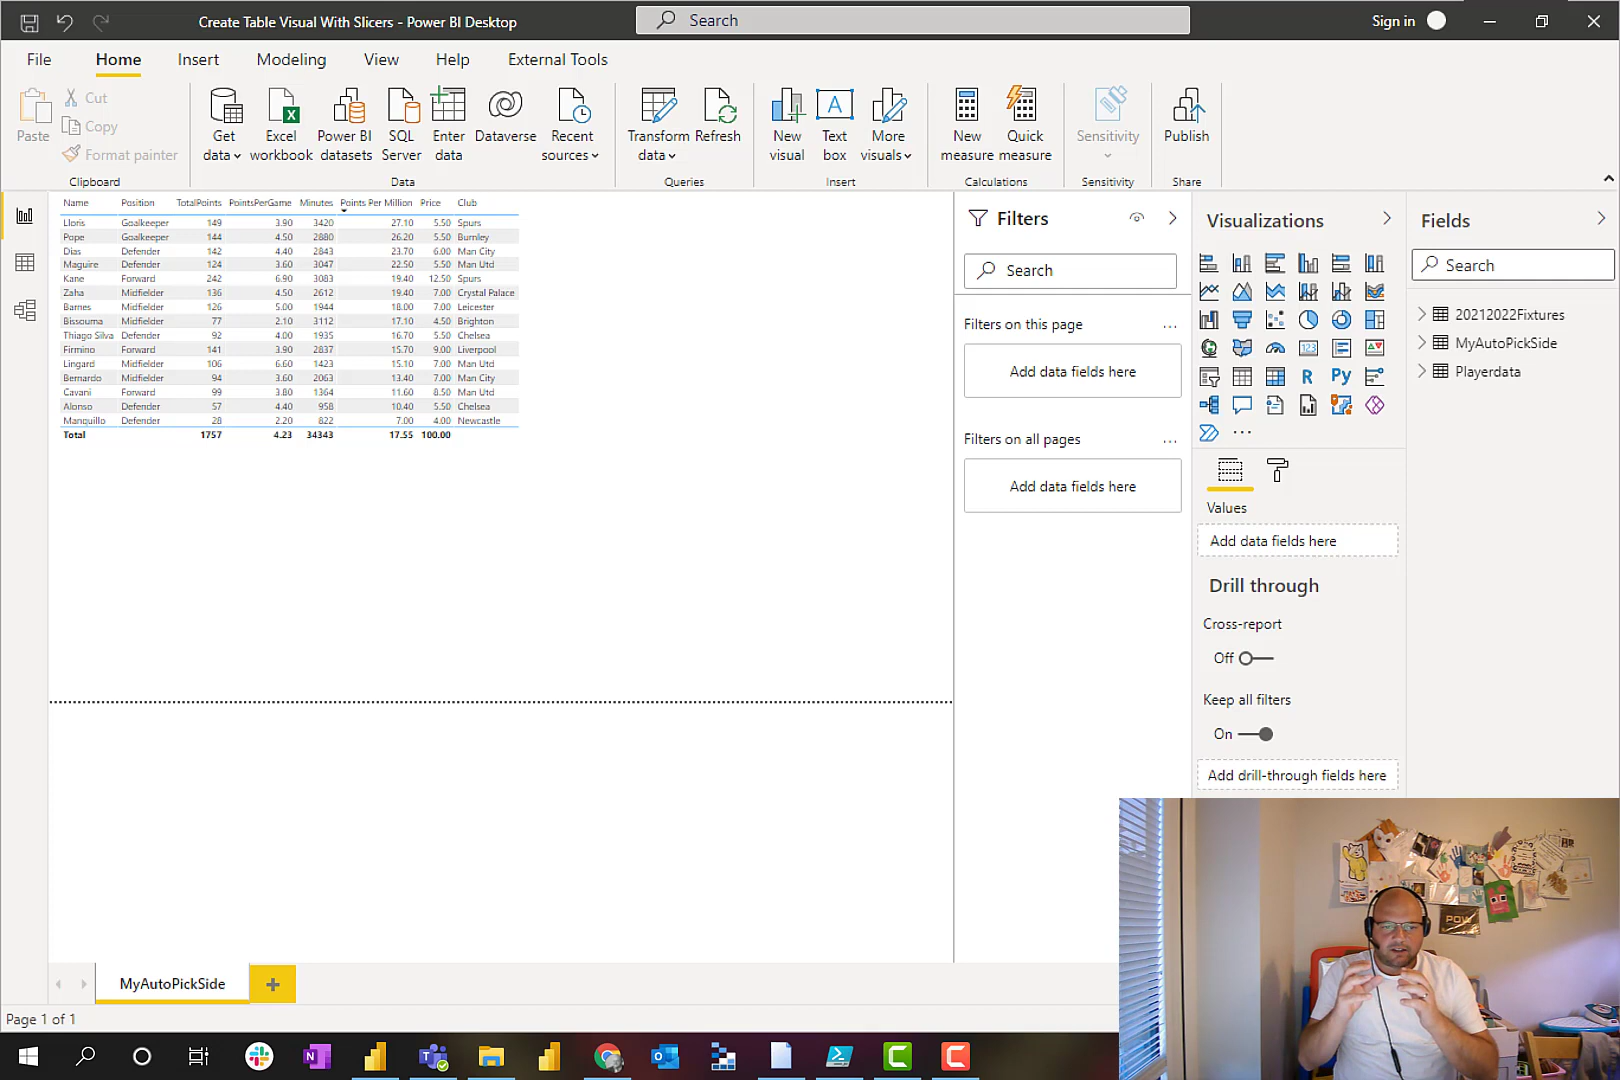 Create Table Visual With Slicers - Power BI Desktop
Search
Sign in
File Home Insert Modeling View Help External Tools
Paste
Cut
Copy
Format painter
Clipboard
Get data
Excel workbook
Power BI datasets
SQL Server
Enter data
Dataverse
Recent sources
Data
Transform data
Refresh
Queries
New visual
Text box
More visuals
Insert
New measure
Quick measure
Calculations
Sensitivity
Sensitivity
Publish
Share
Name Position TotalPoints PointsPerGame Minutes Points Per Million Price Club
Lloris Goalkeeper 149 3.90 3420 27.10 5.50 Spurs
Pope Goalkeeper 144 4.50 2880 26.20 5.50 Burnley
Dias Defender 142 4.40 2843 23.70 6.00 Man City
Maguire Defender 124 3.60 3047 22.50 5.50 Man Utd
Kane Forward 242 6.90 3083 19.40 12.50 Spurs
Zaha Midfielder 136 4.50 2612 19.40 7.00 Crystal Palace
Barnes Midfielder 126 5.00 1944 18.00 7.00 Leicester
Bissouma Midfielder 77 2.10 3112 17.10 4.50 Brighton
Thiago Silva Defender 92 4.00 1935 16.70 5.50 Chelsea
Firmino Forward 141 3.90 2837 15.70 9.00 Liverpool
Lingard Midfielder 106 6.60 1423 15.10 7.00 Man Utd
Bernardo Midfielder 94 3.60 2063 13.40 7.00 Man City
Cavani Forward 99 3.80 1364 11.60 8.50 Man Utd
Alonso Defender 57 4.40 958 10.40 5.50 Chelsea
Manquillo Defender 28 2.20 822 7.00 4.00 Newcastle
Total 1757 4.23 34343 17.55 100.00
Filters
Search
Filters on this page ...
Add data fields here
Filters on all pages ...
Add data fields here
Visualizations
R Py
123
...
Values
Add data fields here
Drill through
Cross-report
Off
Keep all filters
On
Add drill-through fields here
Fields
Search
20212022Fixtures
MyAutoPickSide
Playerdata
POW
MyAutoPickSide
Page 1 of 1